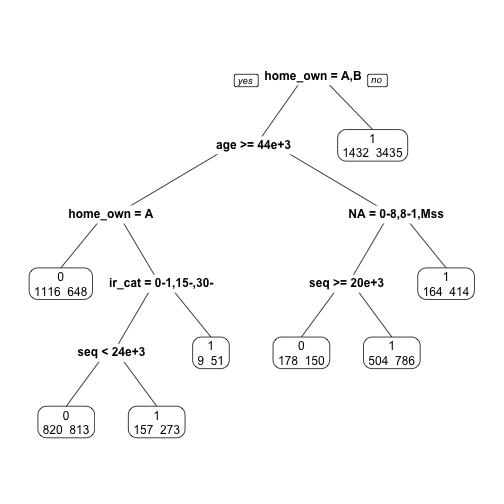 yes home_own = A,B no
1
1432 3435
age >= 44e+3
home_own = A
NA = 0-8,8-1,Mss
0
1116 648
ir_cat = 0-1,15-,30-
seq >= 20e+3
1
164 414
seq < 24e+3
1
9 51
0
178 150
1
504 786
0
820 813
1
157 273